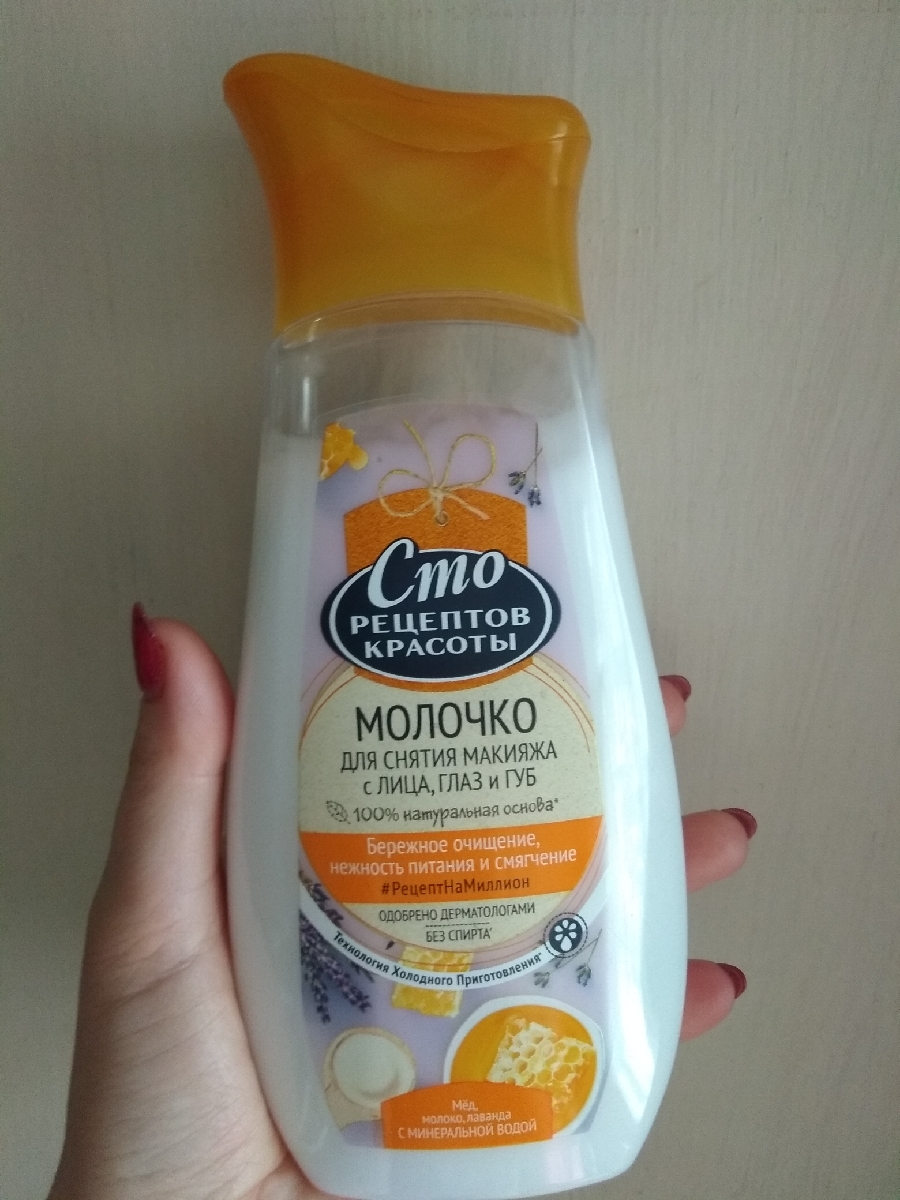 Сто
РЕЦЕПТОВ
КРАСОТЫ
МОЛОЧКО
ДЛЯ СНЯТИЯ МАКИЯЖА
с ЛИЦА, ГЛАЗ и ГУБ
100% натуральная основа*
Бережное очищение,
нежность питания и смягчение
#РецептНаМиллион
ОДОБРЕНО ДЕРМАТОЛОГАМИ
БЕЗ СПИРТА*
Технология Холодного Приготовления*
Мёд,
молоко, лаванда
С МИНЕРАЛЬНОЙ ВОДОЙ